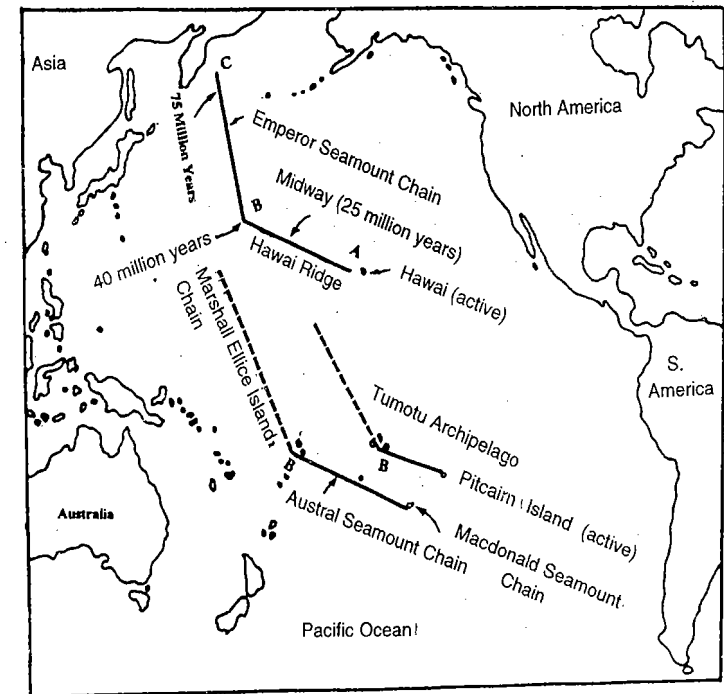 Asia
C
North America
75 Million Years
Emperor Seamount Chain
Midway (25 million years)
B
A
40 million years
Hawai Ridge
Hawai (active)
Marshall Ellice Island
Chain
S.
America
Tumotu Archipelago
B
B
Pitcairn Island (active)
Austral Seamount Chain
Macdonald Seamount
Chain
Australia
Pacific Ocean